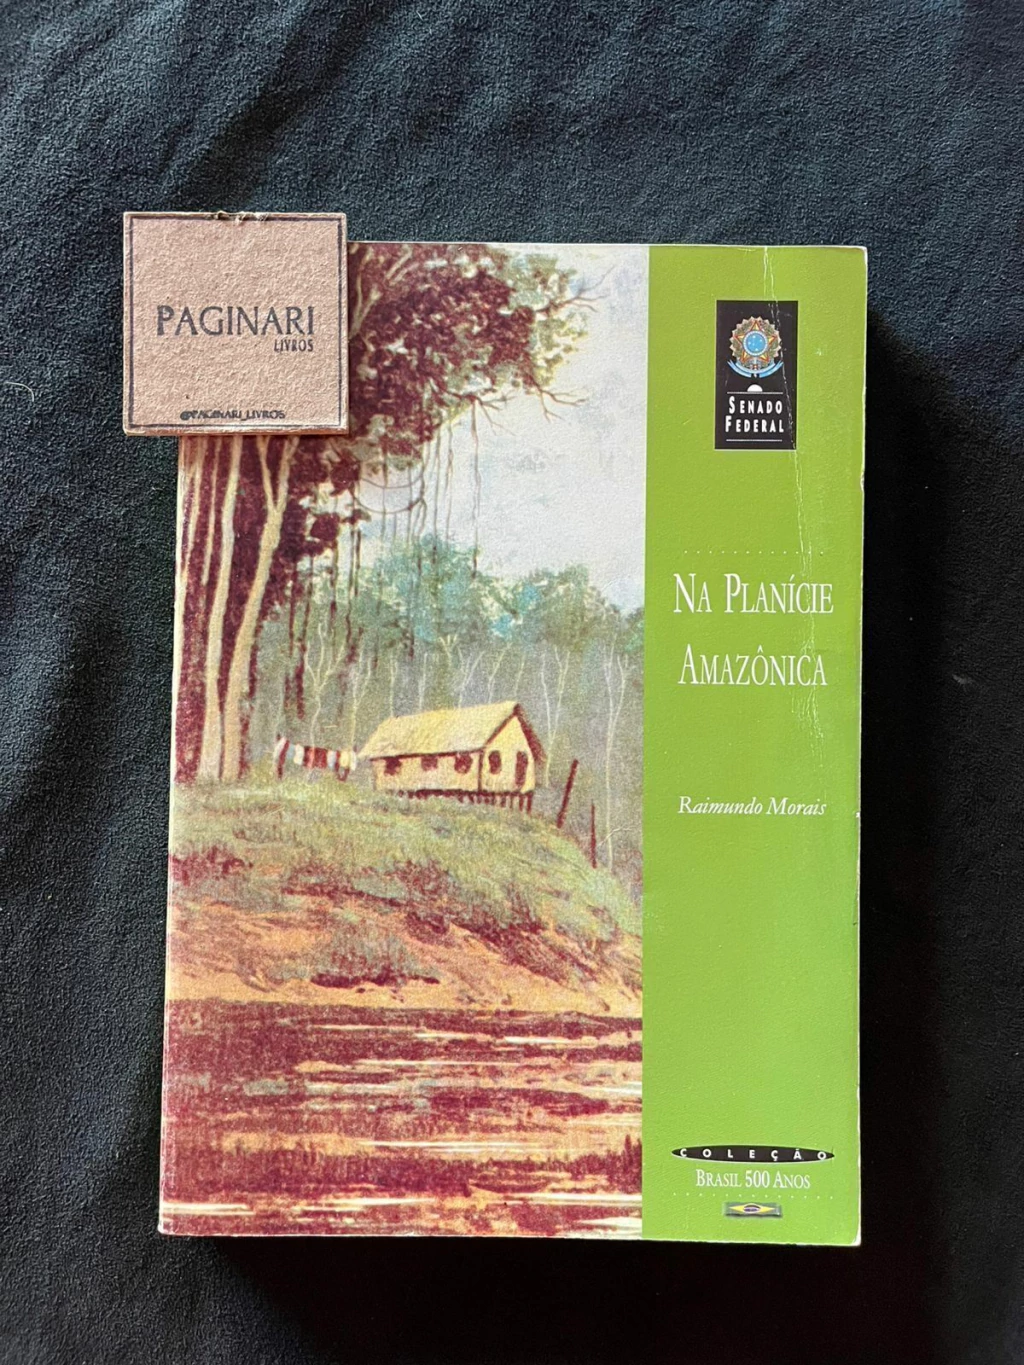 PAGINARI
LIVROS
@PAGINARI_LIVROS
SENADO
FEDERAL
NA PLANÍCIE
AMAZÔNICA
Raimundo Morais
COLEÇÃO
BRASIL 500 ANOS